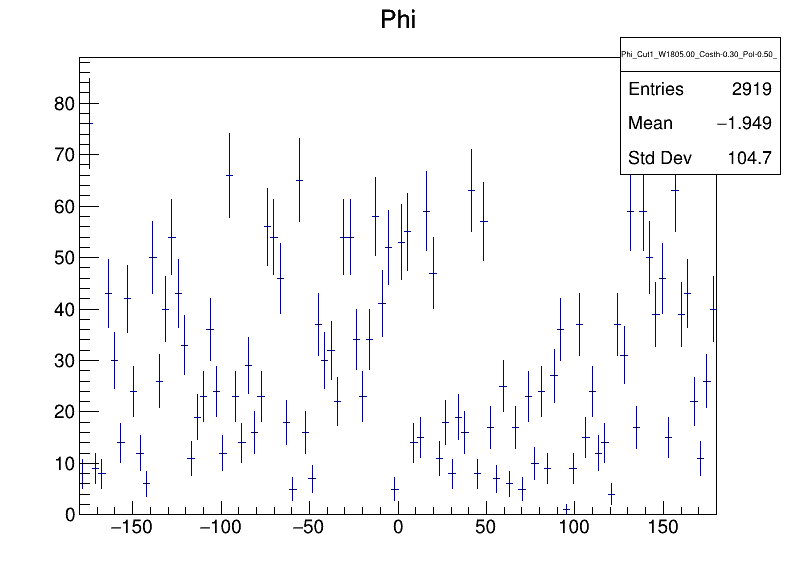 Phi
Phi_Cut1_W1805.00_Costh-0.30_Pol-0.50_
Entries 2919
Mean −1.949
Std Dev 104.7
80
70
60
50
40
30
20
10
0
−150 −100 −50 0 50 100 150